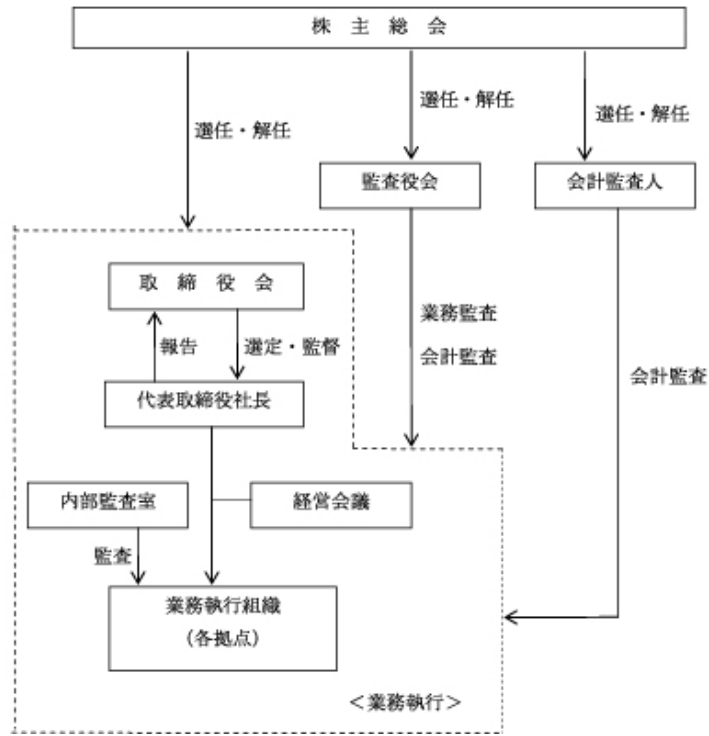 株 主 総 会
選任・解任
選任・解任
選任・解任
監査役会
会計監査人
取 締 役 会
業務監査
会計監査
報告
選定・監督
会計監査
代表取締役社長
内部監査室
経営会議
監査
業務執行組織
(各拠点)
＜業務執行＞